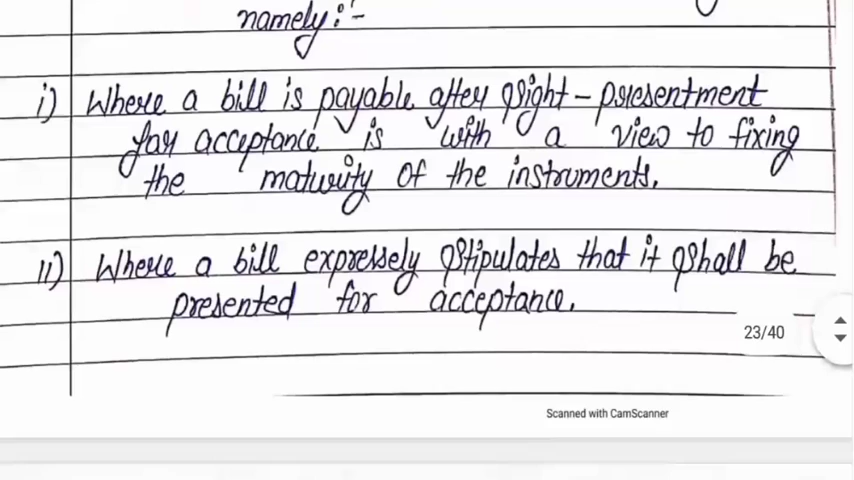 namely:-
i) Where a bill is payable after sight - presentment
for acceptance is with a view to fixing
the maturity of the instruments.
ii) Where a bill expressly stipulates that it shall be
presented for acceptance.
23/40
Scanned with CamScanner